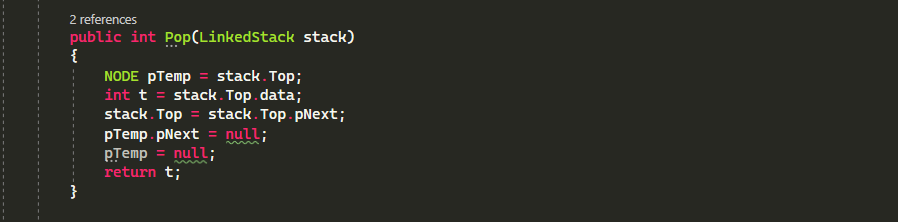 2 references
public int Pop(LinkedStack stack)
{
NODE pTemp = stack.Top;
int t = stack.Top.data;
stack.Top = stack.Top.pNext;
pTemp.pNext = null;
pTemp = null;
return t;
}